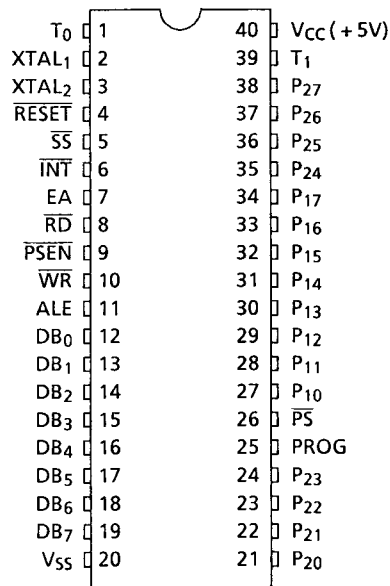 T0 1 40 VCC (+5V)
XTAL1 2 39 T1
XTAL2 3 38 P27
RESET 4 37 P26
SS 5 36 P25
INT 6 35 P24
EA 7 34 P17
RD 8 33 P16
PSEN 9 32 P15
WR 10 31 P14
ALE 11 30 P13
DB0 12 29 P12
DB1 13 28 P11
DB2 14 27 P10
DB3 15 26 PS
DB4 16 25 PROG
DB5 17 24 P23
DB6 18 23 P22
DB7 19 22 P21
VSS 20 21 P20